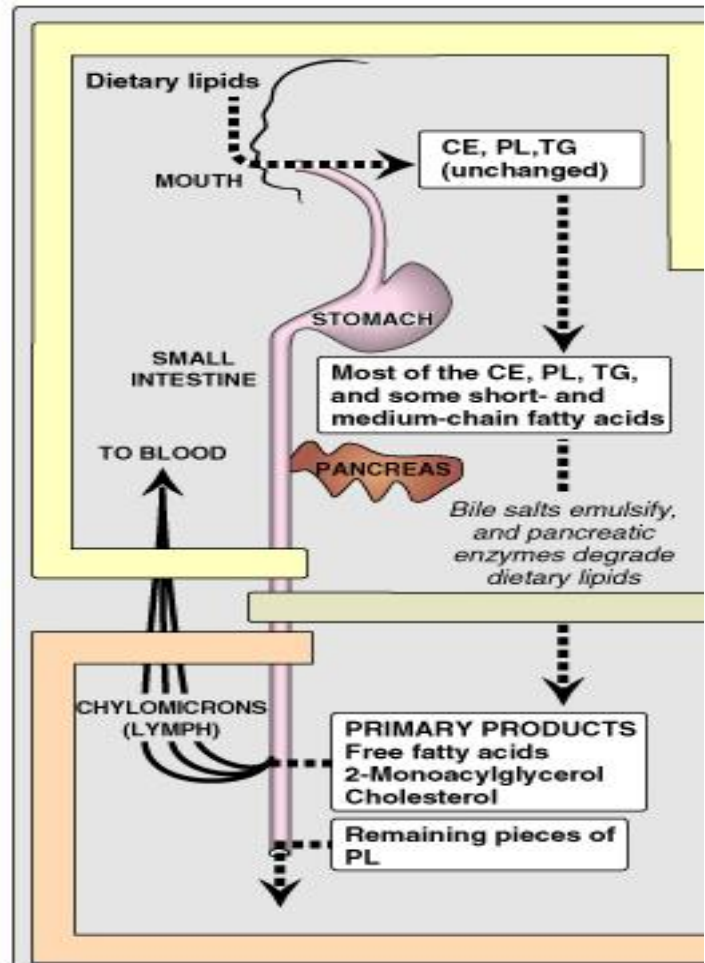 Dietary lipids
MOUTH
CE, PL,TG
(unchanged)
STOMACH
SMALL
INTESTINE
Most of the CE, PL, TG,
and some short- and
medium-chain fatty acids
TO BLOOD
PANCREAS
Bile salts emulsify,
and pancreatic
enzymes degrade
dietary lipids
CHYLOMICRONS
(LYMPH)
PRIMARY PRODUCTS
Free fatty acids
2-Monoacylglycerol
Cholesterol
Remaining pieces of
PL